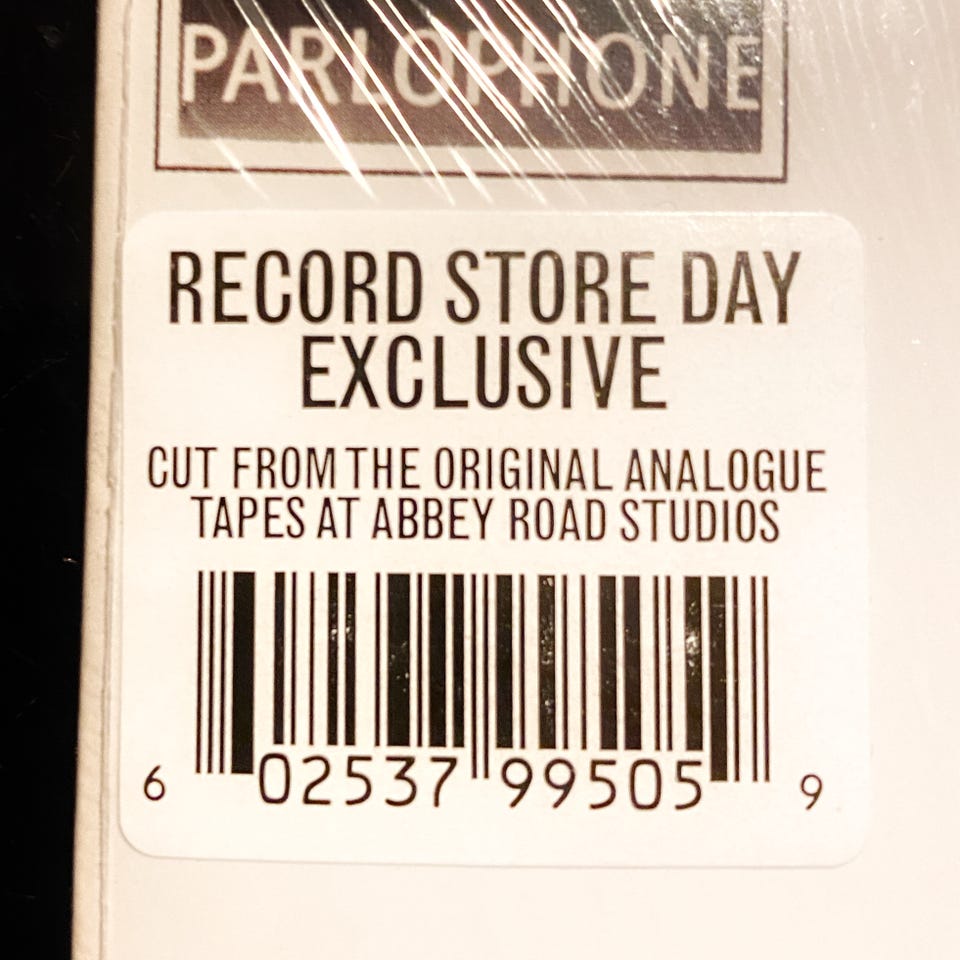 PARLOPHONE
RECORD STORE DAY
EXCLUSIVE
CUT FROM THE ORIGINAL ANALOGUE
TAPES AT ABBEY ROAD STUDIOS
6 02537 99505 9